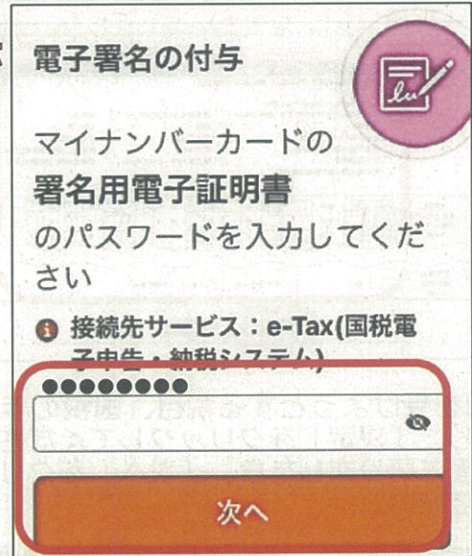 電子署名の付与
マイナンバーカードの
署名用電子証明書
のパスワードを入力してくだ
さい
接続先サービス：e-Tax(国税電
子申告・納税システム)
●●●●●●●●
次へ